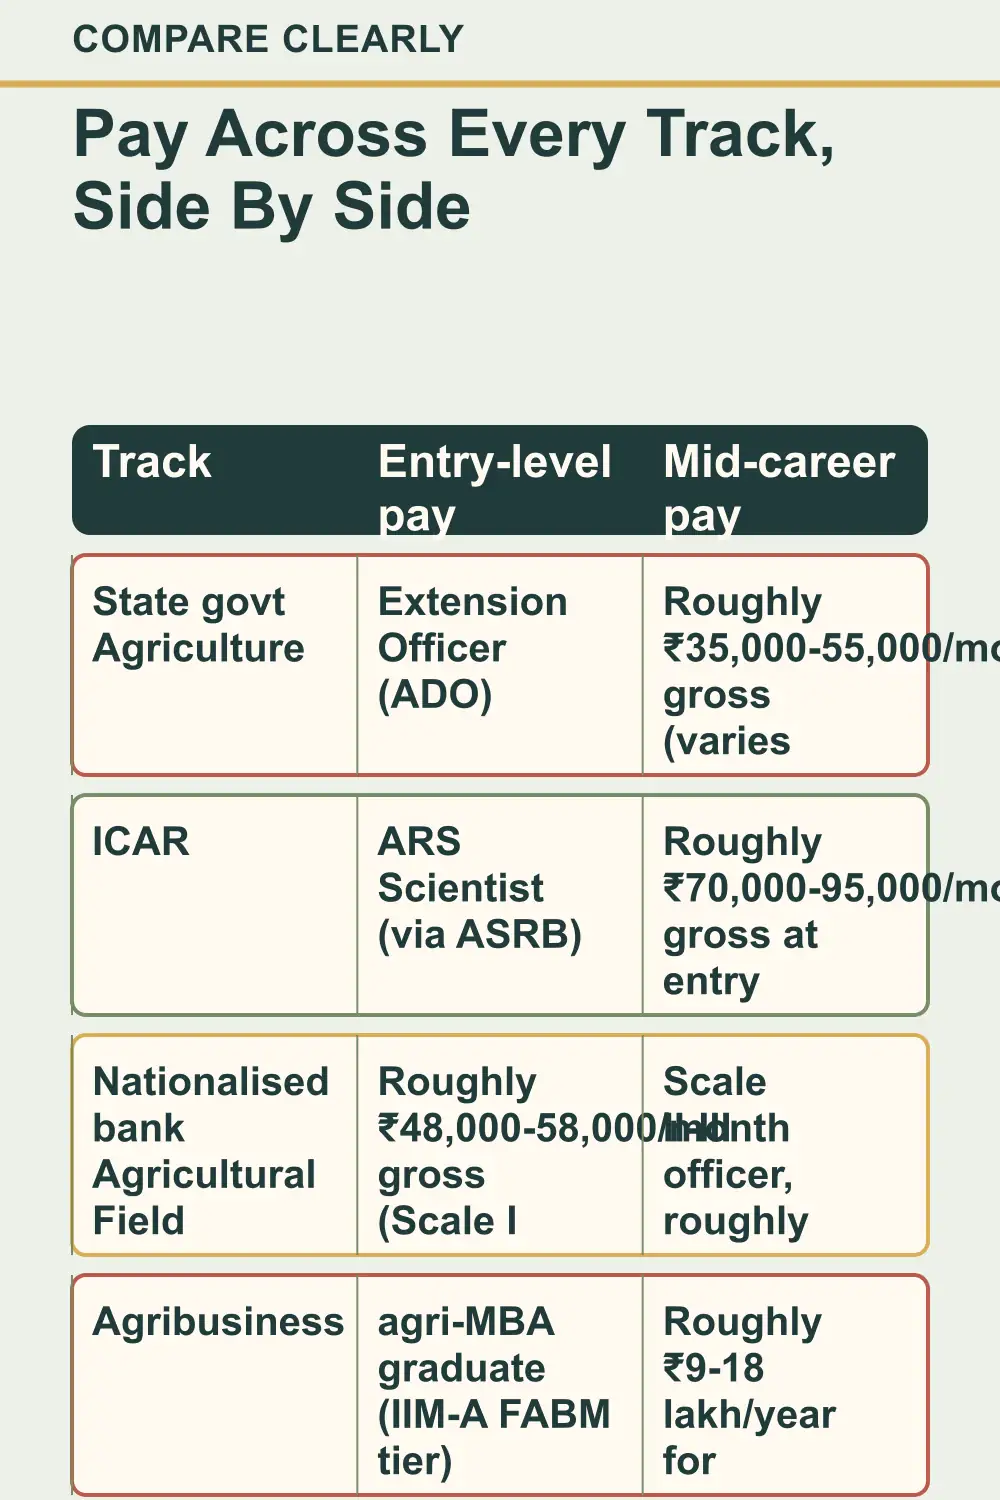 COMPARE CLEARLY
Pay Across Every Track,
Side By Side
Track
Entry-level
pay
Mid-career
pay
State govt
Agriculture
Extension
Officer
(ADO)
Roughly
₹35,000-55,000/mo
gross
(varies
ICAR
ARS
Scientist
(via ASRB)
Roughly
₹70,000-95,000/mo
gross at
entry
Nationalised
bank
Agricultural
Field
Roughly
₹48,000-58,000/month
gross
(Scale I
Scale
officer,
roughly
Agribusiness
agri-MBA
graduate
(IIM-A FABM
tier)
Roughly
₹9-18
lakh/year
for